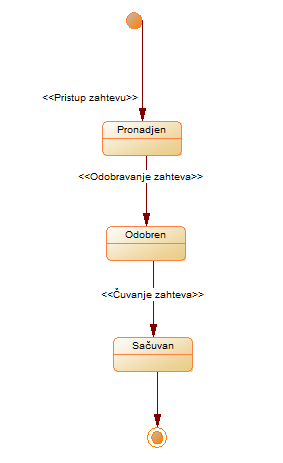 <<Pristup zahtevu>>
Pronadjen
<<Odobravanje zahteva>>
Odobren
<<Čuvanje zahteva>>
Sačuvan